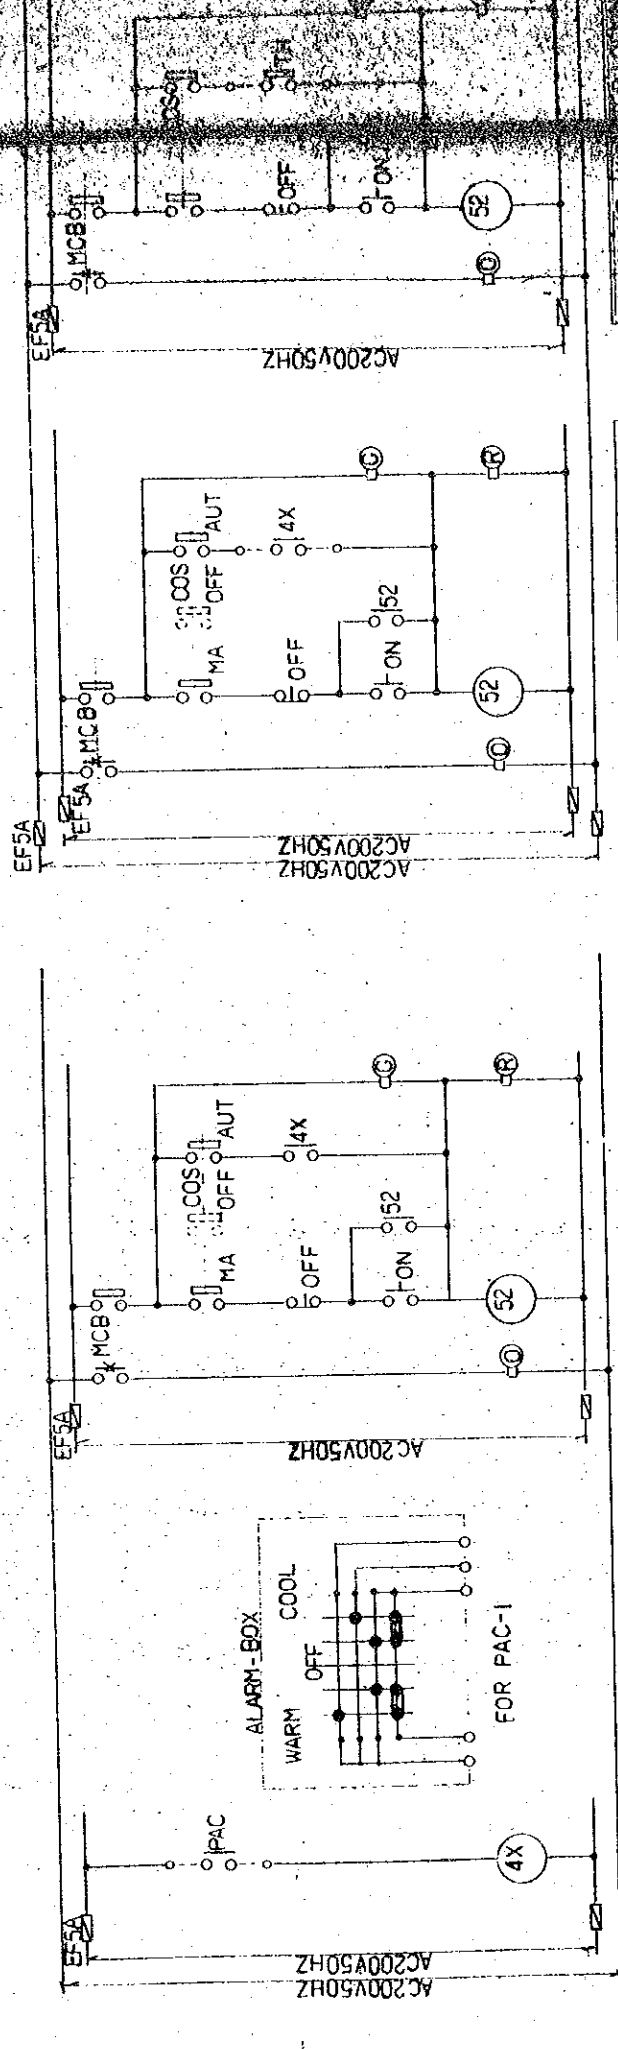 EF5A
AC200V50HZ
AC200V50HZ
PAC
4X
ALARM-BOX
WARM
OFF
COOL
FOR PAC-1
EF5A
AC200V50HZ
MCB
MA
COS
OFF
AUT
OFF
4X
52
ON
52
O
G
R
EF5A
EF5A
AC200V50HZ
AC200V50HZ
MCB
MA
COS
OFF
AUT
OFF
4X
52
ON
52
O
G
R
EF5A
AC200V50HZ
MCB
OFF
ON
52
O